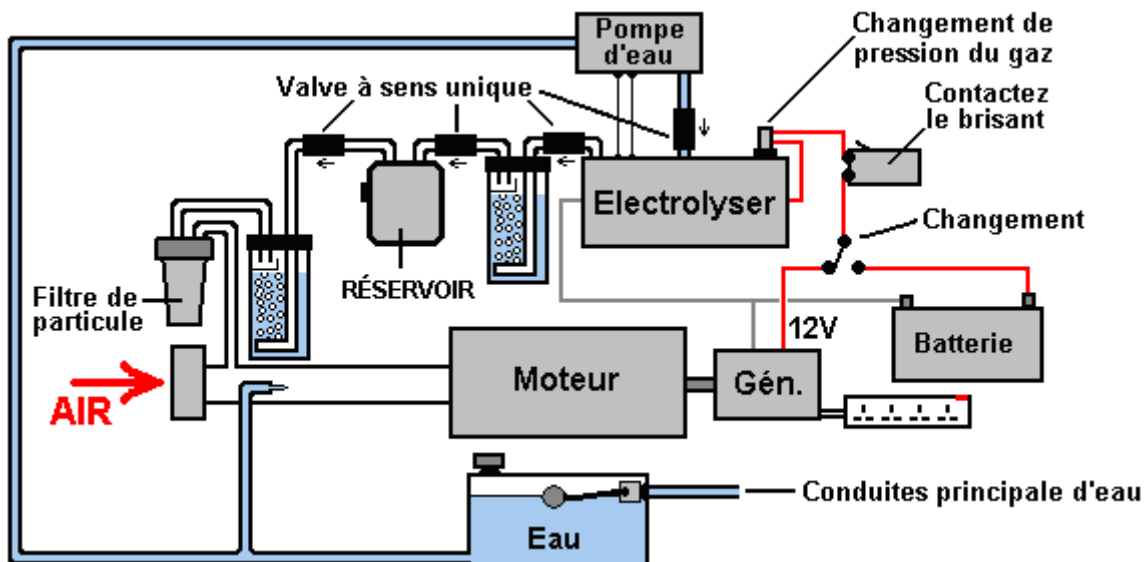 Pompe
d'eau
Changement de
pression du gaz
Valve à sens unique
Contactez
le brisant
Electrolyser
Changement
RÉSERVOIR
Filtre de
particule
12V
Batterie
Moteur
Gén.
AIR
Conduites principale d'eau
Eau